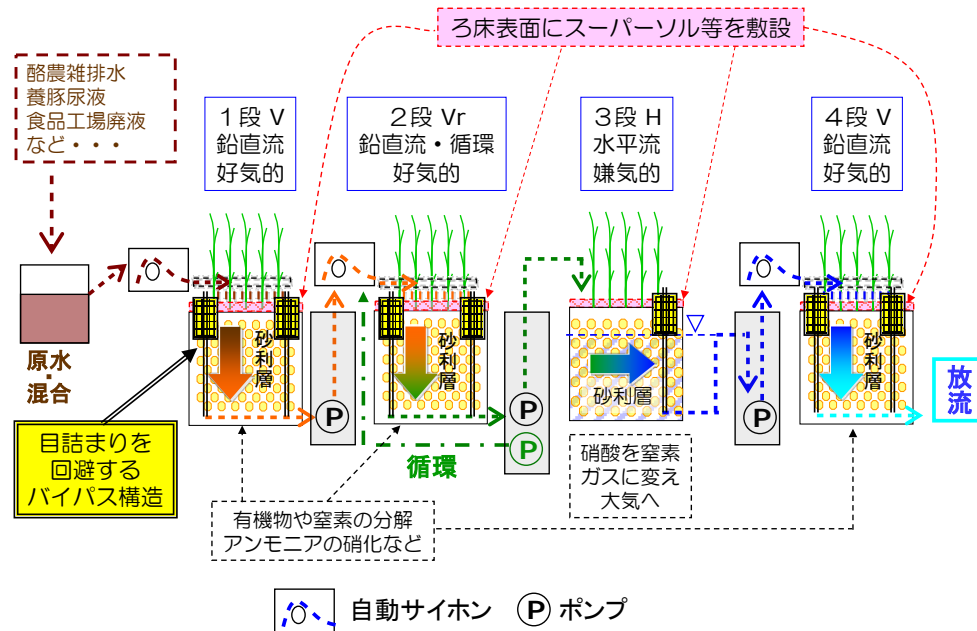 ろ床表面にスーパーソル等を敷設
酪農雑排水
養豚尿液
食品工場廃液
など・・・
1段 V
鉛直流
好気的
2段 Vr
鉛直流・循環
好気的
3段 H
水平流
嫌気的
4段 V
鉛直流
好気的
原水
・
混合
砂利層
砂利層
砂利層
砂利層
P
P
P
P
循環
放流
目詰まりを
回避する
バイパス構造
硝酸を窒素
ガスに変え
大気へ
有機物や窒素の分解
アンモニアの硝化など
自動サイホン
P ポンプ